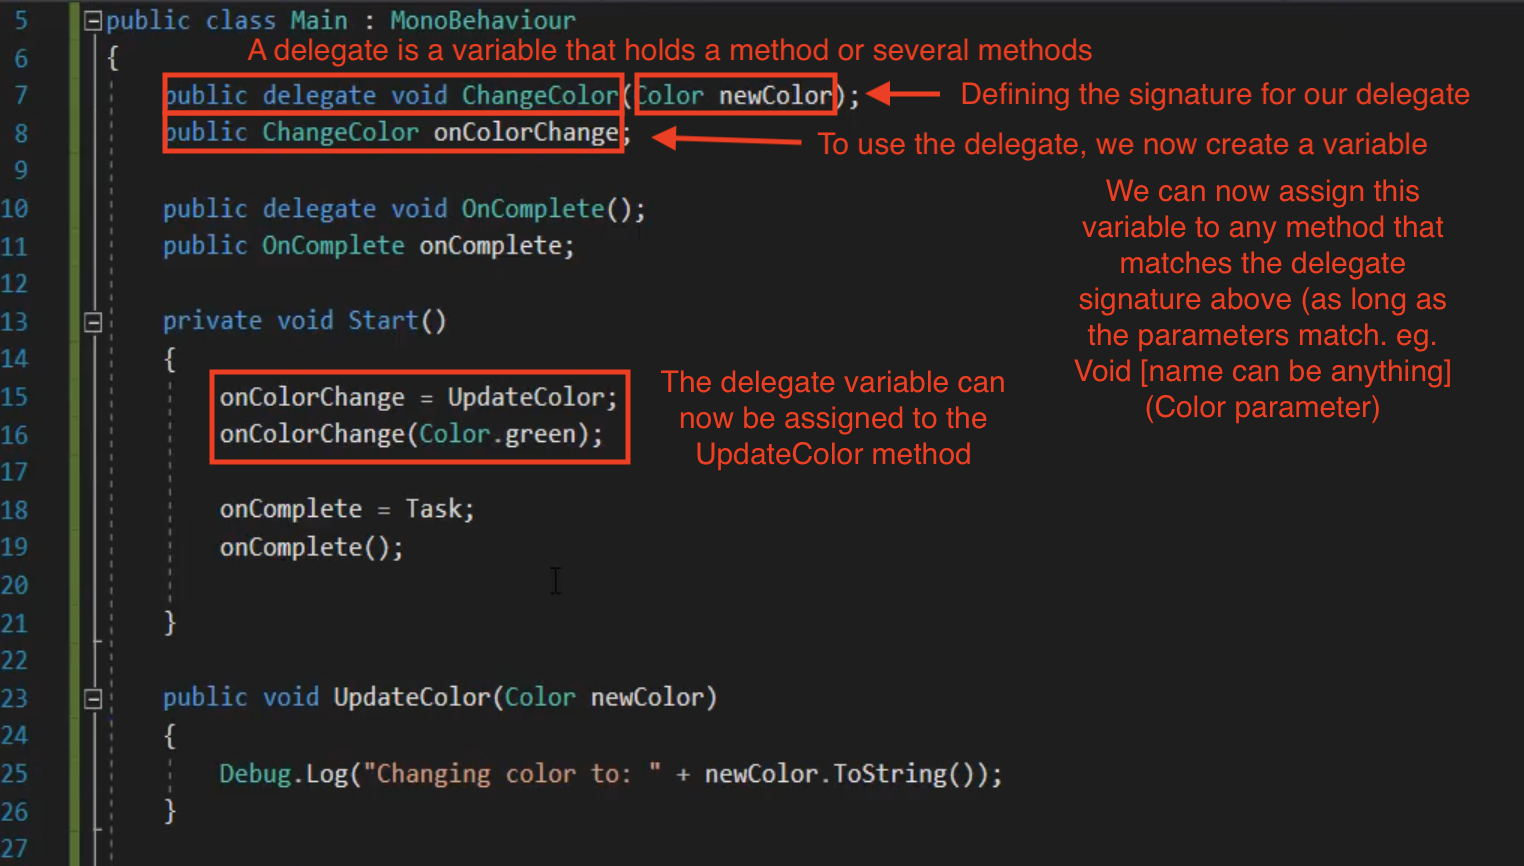 5 public class Main : MonoBehaviour
6 {
A delegate is a variable that holds a method or several methods
7 public delegate void ChangeColor(Color newColor);
Defining the signature for our delegate
8 public ChangeColor onColorChange;
To use the delegate, we now create a variable
9
We can now assign this
variable to any method that
matches the delegate
signature above (as long as
the parameters match. eg.
Void [name can be anything]
(Color parameter)
10 public delegate void OnComplete();
11 public OnComplete onComplete;
12
13 private void Start()
14 {
15 onColorChange = UpdateColor;
16 onColorChange(Color.green);
The delegate variable can
now be assigned to the
UpdateColor method
17
18 onComplete = Task;
19 onComplete();
20
21 }
22
23 public void UpdateColor(Color newColor)
24 {
25 Debug.Log("Changing color to: " + newColor.ToString());
26 }
27